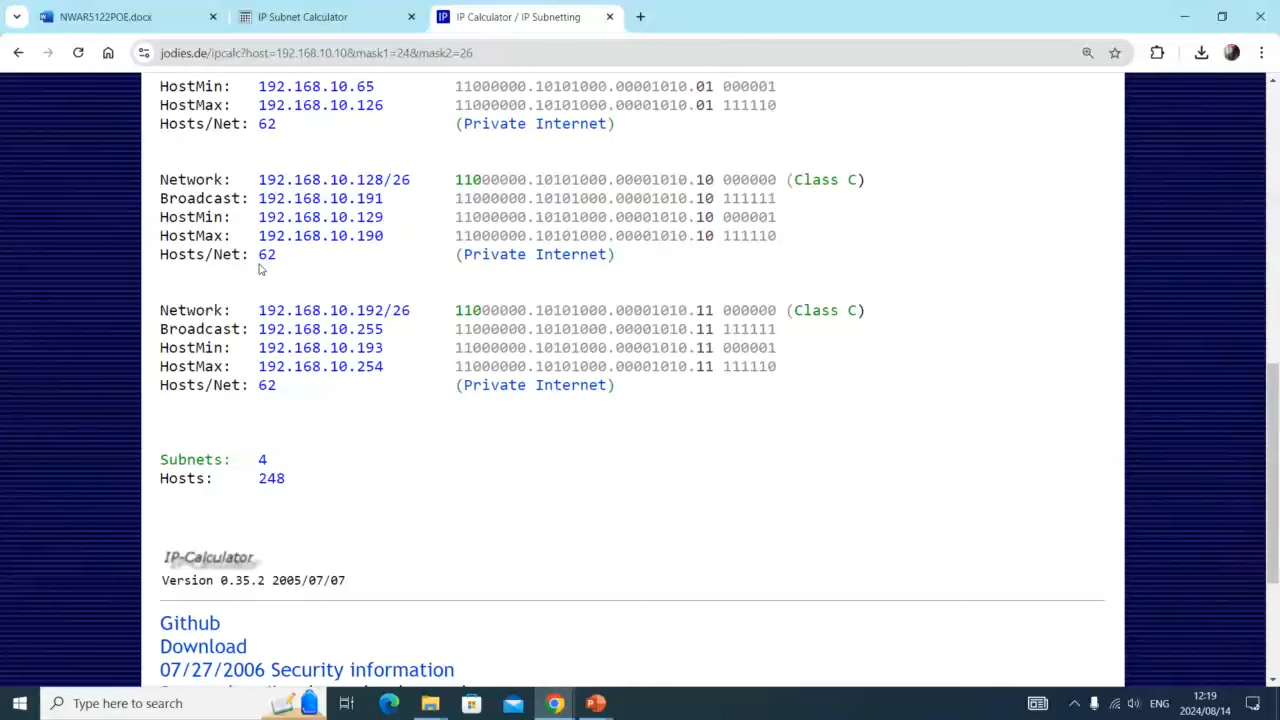 NWAR5122POE.docx
IP Subnet Calculator
IP Calculator / IP Subnetting
jodies.de/ipcalc?host=192.168.10.10&mask1=24&mask2=26
HostMin: 192.168.10.65 11000000.10101000.00001010.01 000001
HostMax: 192.168.10.126 11000000.10101000.00001010.01 111110
Hosts/Net: 62 (Private Internet)
Network: 192.168.10.128/26 11000000.10101000.00001010.10 000000 (Class C)
Broadcast: 192.168.10.191 11000000.10101000.00001010.10 111111
HostMin: 192.168.10.129 11000000.10101000.00001010.10 000001
HostMax: 192.168.10.190 11000000.10101000.00001010.10 111110
Hosts/Net: 62 (Private Internet)
Network: 192.168.10.192/26 11000000.10101000.00001010.11 000000 (Class C)
Broadcast: 192.168.10.255 11000000.10101000.00001010.11 111111
HostMin: 192.168.10.193 11000000.10101000.00001010.11 000001
HostMax: 192.168.10.254 11000000.10101000.00001010.11 111110
Hosts/Net: 62 (Private Internet)
Subnets: 4
Hosts: 248
IP-Calculator
Version 0.35.2 2005/07/07
Github
Download
07/27/2006 Security information
Type here to search
ENG
12:19
2024/08/14